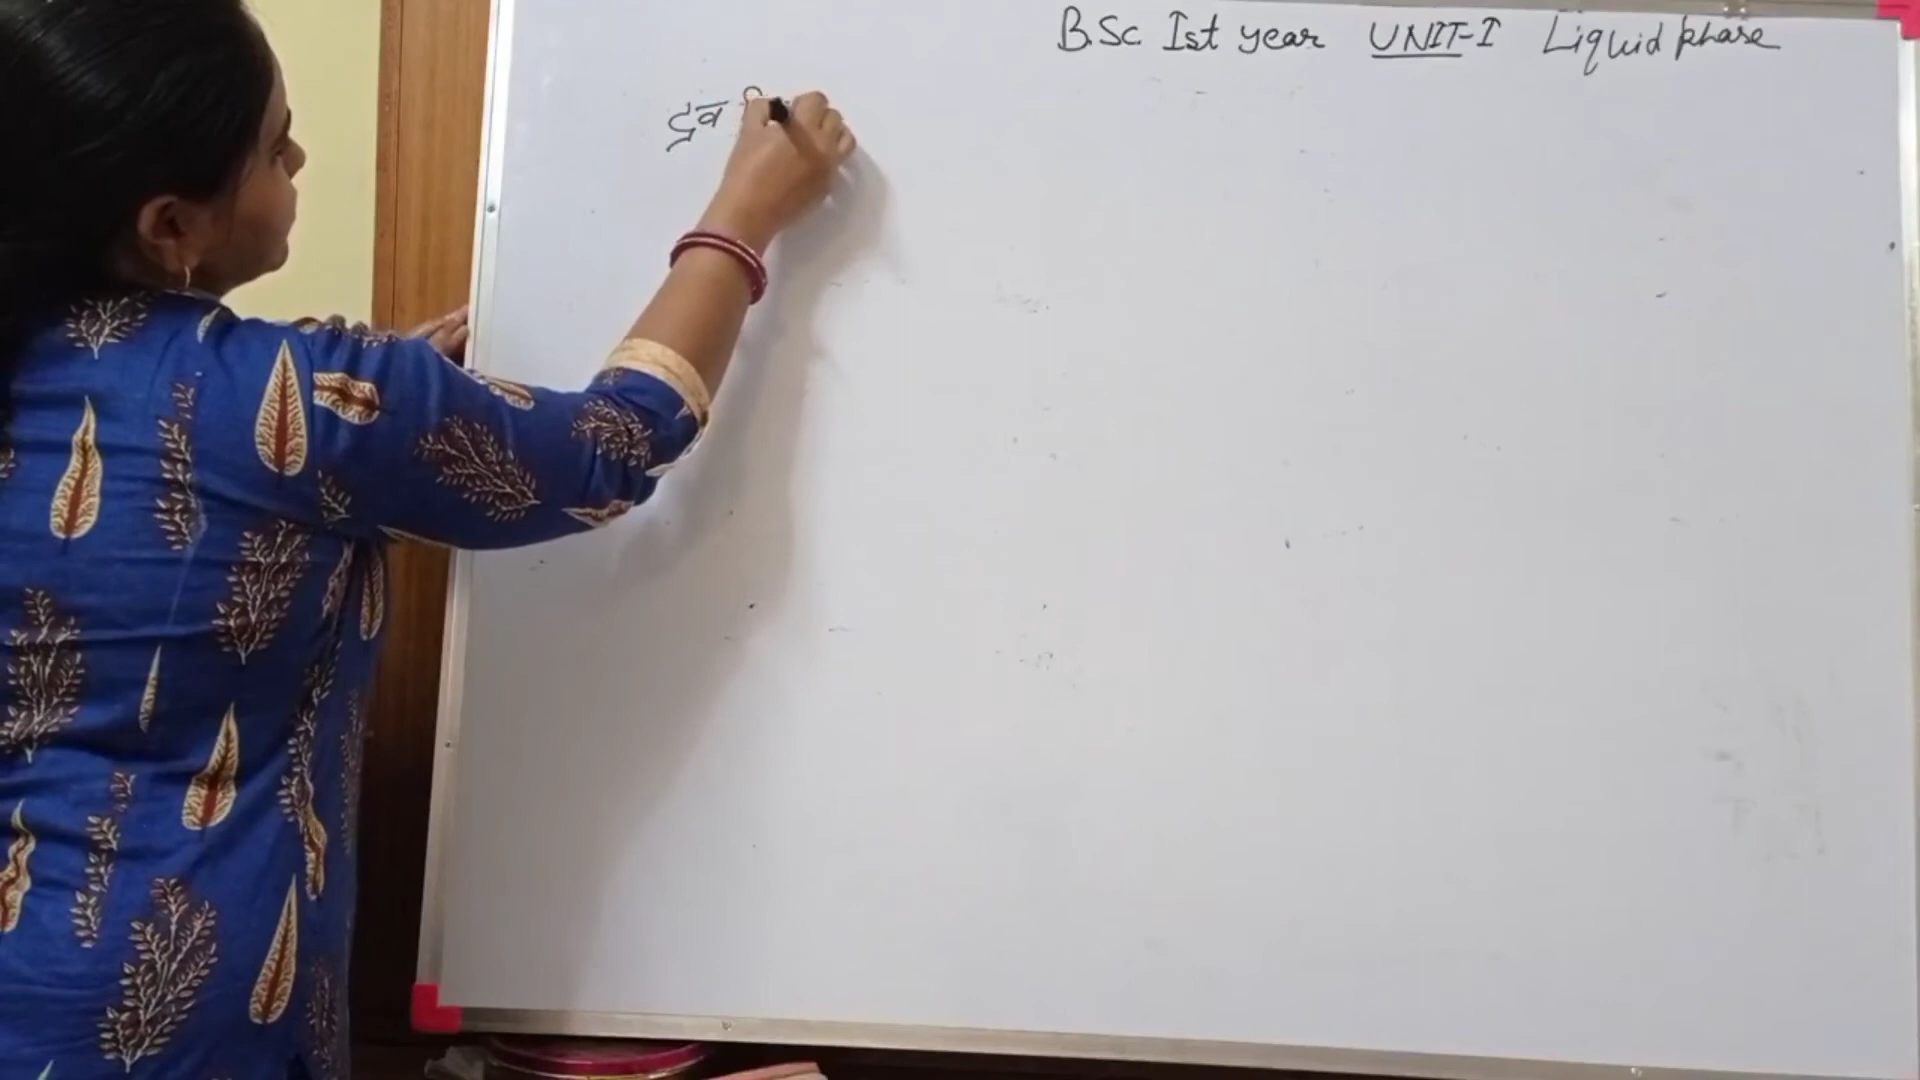 B.Sc Ist year UNIT-I Liquid phase
द्रव